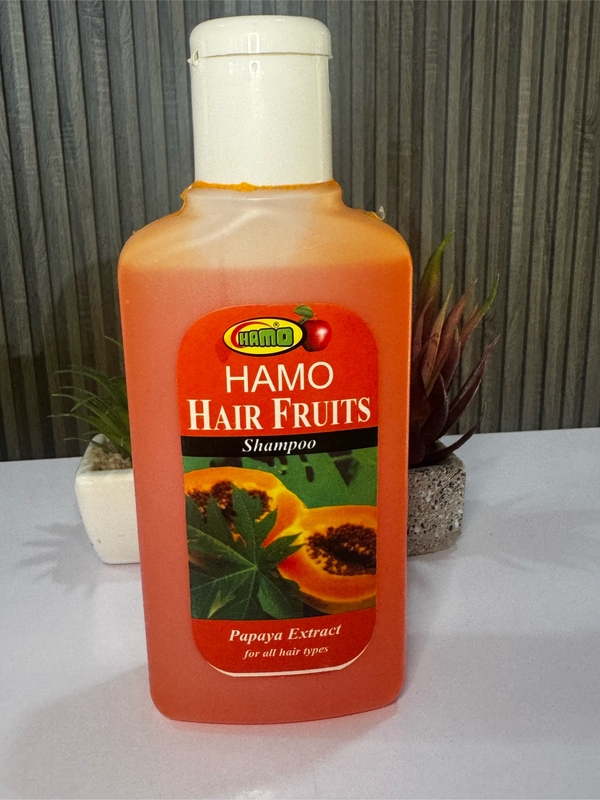 HAMO®
HAMO
HAIR FRUITS
Shampoo
Papaya Extract
for all hair types